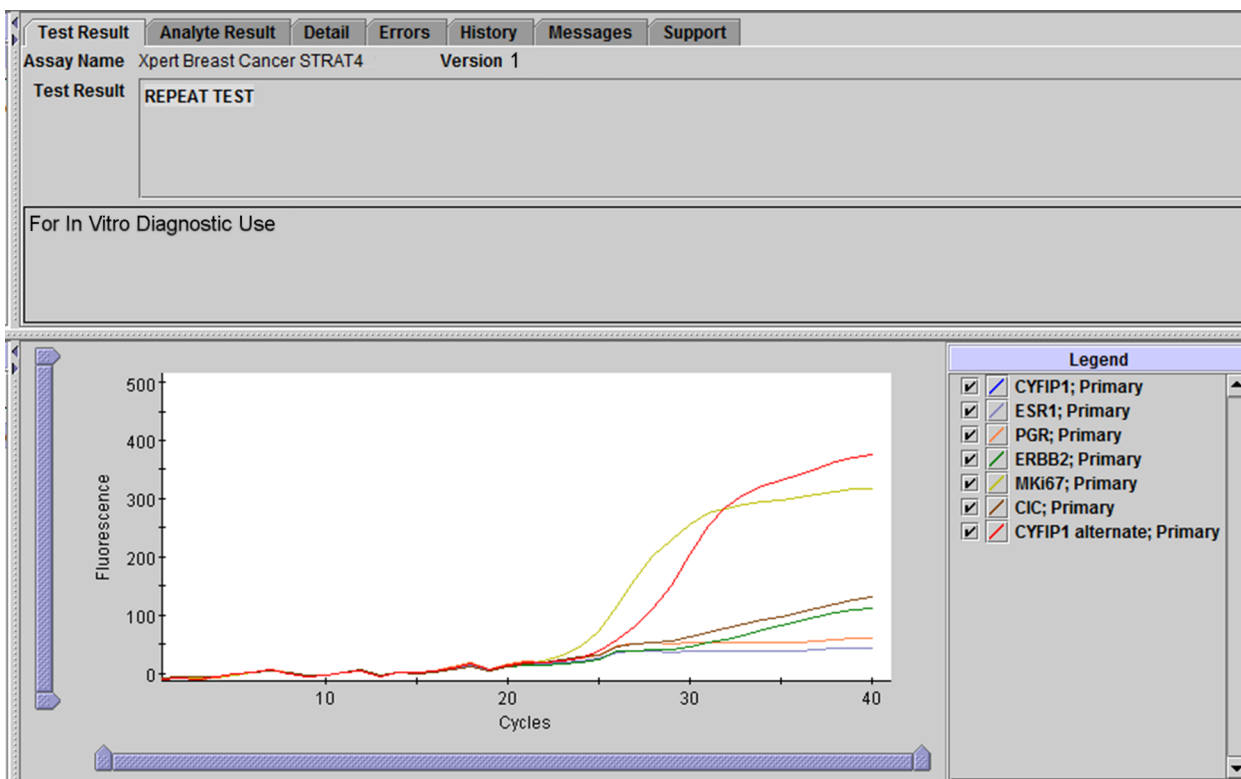 Test Result Analyte Result Detail Errors History Messages Support
Assay Name Xpert Breast Cancer STRAT4 Version 1
Test Result REPEAT TEST
For In Vitro Diagnostic Use
Legend
CYFIP1; Primary
ESR1; Primary
PGR; Primary
ERBB2; Primary
MKi67; Primary
CIC; Primary
CYFIP1 alternate; Primary
Fluorescence
500
400
300
200
100
0
10 20 30 40
Cycles